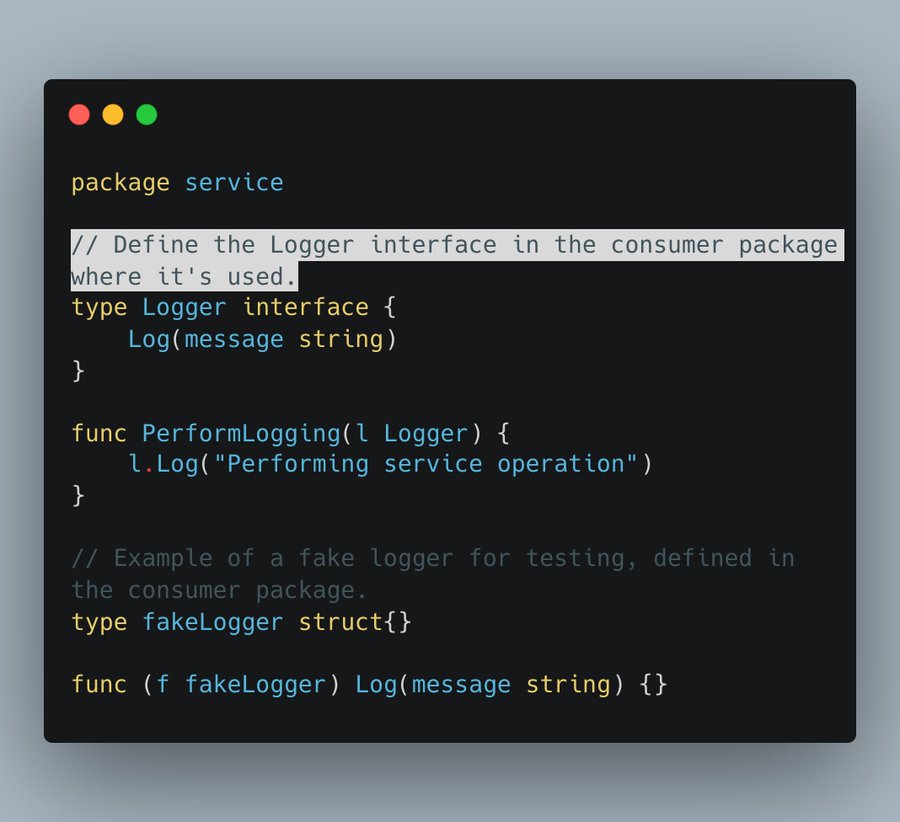 package service
// Define the Logger interface in the consumer package
where it's used.
type Logger interface {
    Log(message string)
}
func PerformLogging(l Logger) {
    l.Log("Performing service operation")
}
// Example of a fake logger for testing, defined in
the consumer package.
type fakeLogger struct{}
func (f fakeLogger) Log(message string) {}